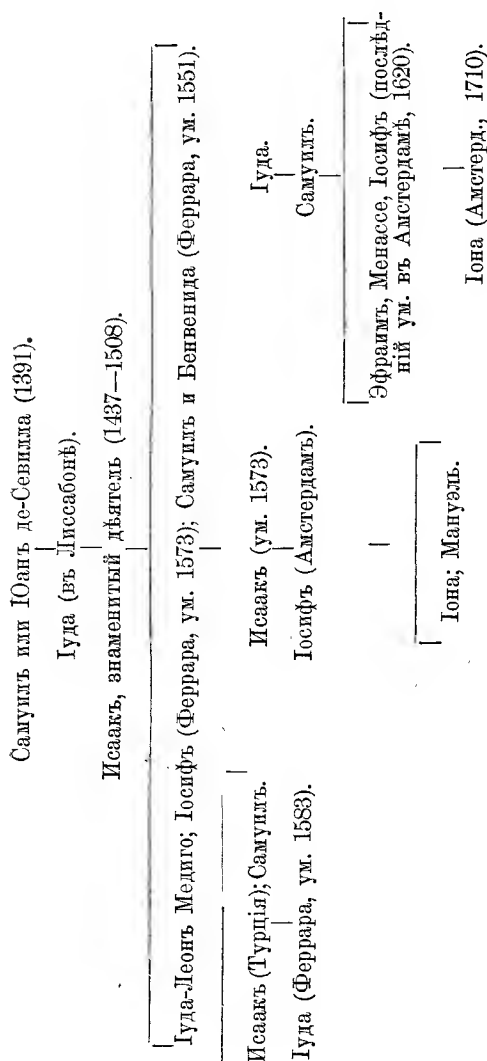 Самуилъ или Юанъ де-Севилла (1391).
Іуда (въ Лиссабонѣ).
Исаакъ, знаменитый дѣятель (1437—1508).
Іуда-Леонъ Медиго; Іосифъ (Феррара, ум. 1573); Самуилъ и Бенвенида (Феррара, ум. 1551).
Исаакъ (Турція); Самуилъ.
Іуда (Феррара, ум. 1583).
Исаакъ (ум. 1573).
Іосифъ (Амстердамъ).
Іона; Мануэль.
Іуда.
Самуилъ.
Эфраимъ, Менассе, Іосифъ (послѣд-
ній ум. въ Амстердамѣ, 1620).
Іона (Амстерд., 1710).